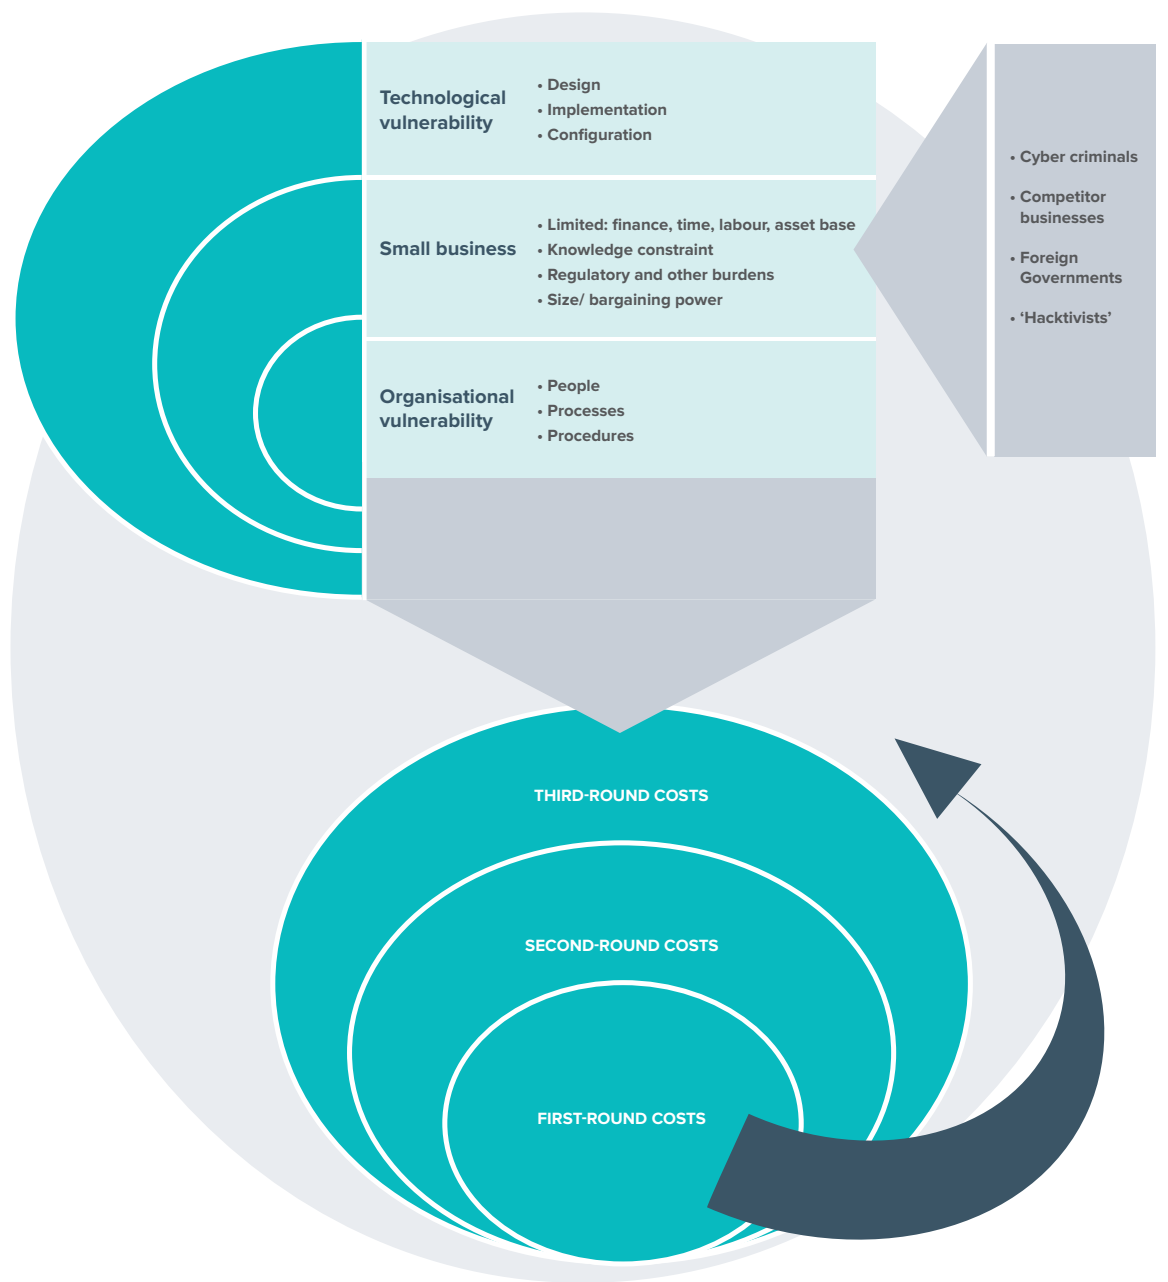 Technological
vulnerability
• Design
• Implementation
• Configuration
Small business
• Limited: finance, time, labour, asset base
• Knowledge constraint
• Regulatory and other burdens
• Size/ bargaining power
Organisational
vulnerability
• People
• Processes
• Procedures
• Cyber criminals
• Competitor
businesses
• Foreign
Governments
• ‘Hacktivists’
THIRD-ROUND COSTS
SECOND-ROUND COSTS
FIRST-ROUND COSTS